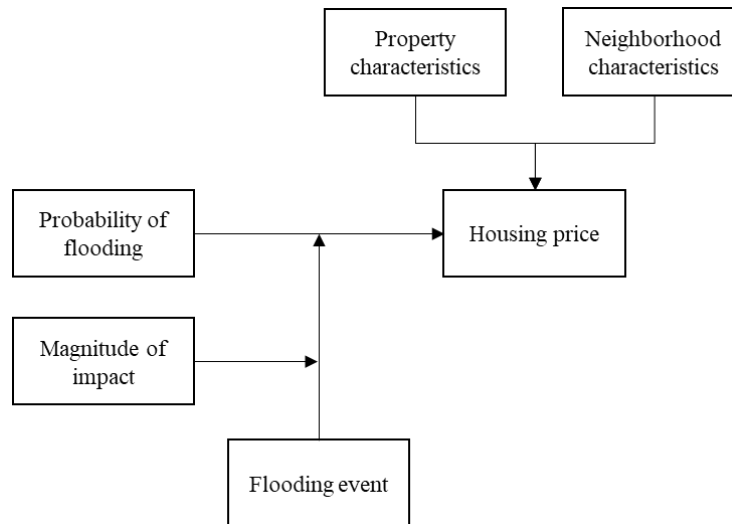 Property
characteristics
Neighborhood
characteristics
Probability of
flooding
Housing price
Magnitude of
impact
Flooding event